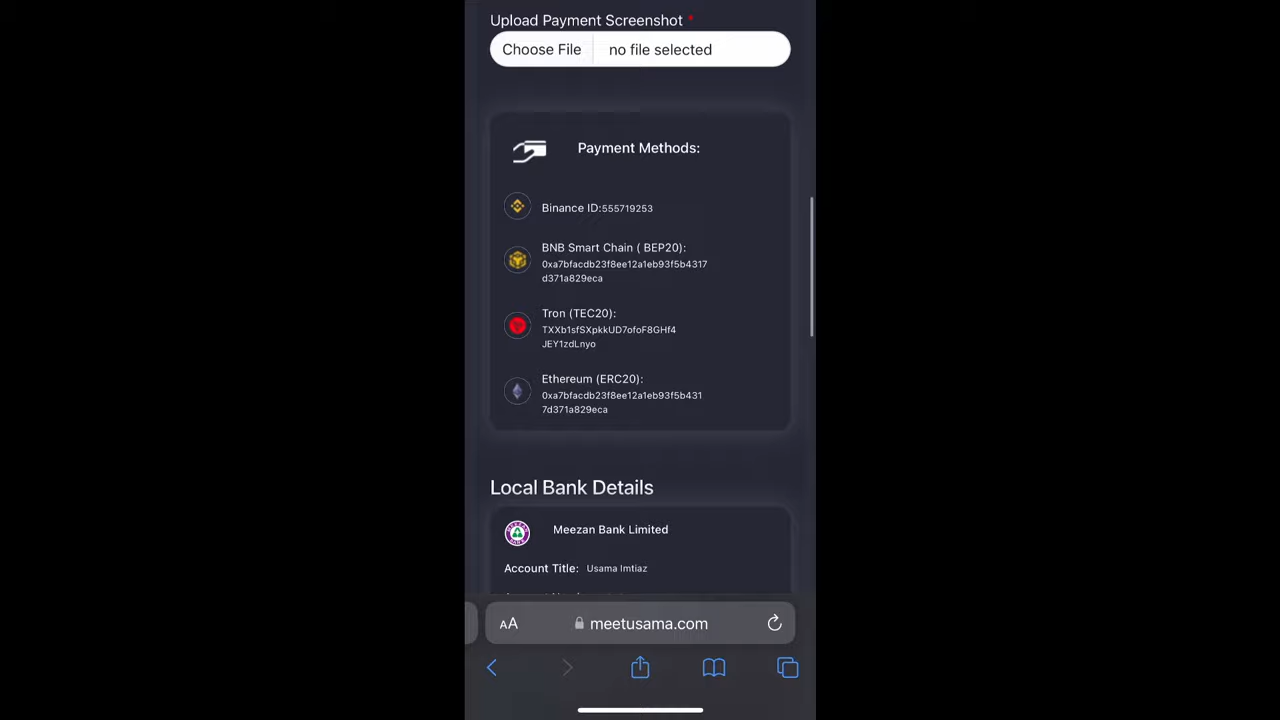 Upload Payment Screenshot *
Choose File no file selected
Payment Methods:
Binance ID:555719253
BNB Smart Chain ( BEP20):
0xa7bfacdb23f8ee12a1eb93f5b4317
d371a829eca
Tron (TEC20):
TXXb1sfSXpkkUD7ofoF8GHf4
JEY1zdLnyo
Ethereum (ERC20):
0xa7bfacdb23f8ee12a1eb93f5b431
7d371a829eca
Local Bank Details
Meezan Bank Limited
Account Title: Usama Imtiaz
AA meetusama.com